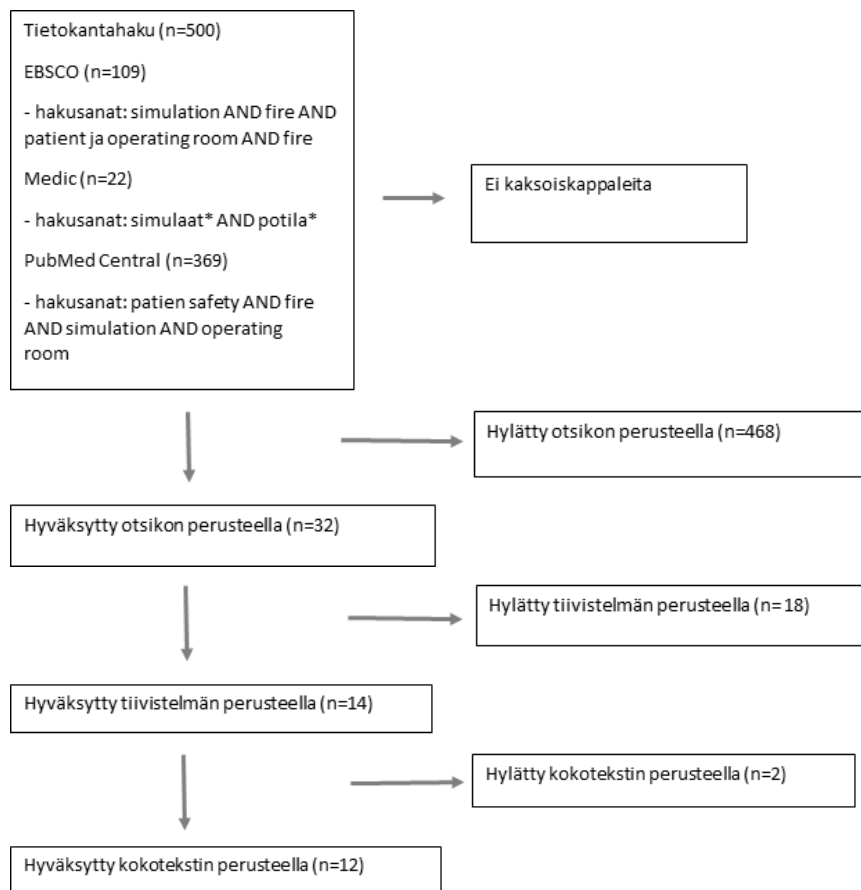 Tietokantahaku (n=500)
EBSCO (n=109)
- hakusanat: simulation AND fire AND
patient ja operating room AND fire
Medic (n=22)
- hakusanat: simulaat* AND potila*
PubMed Central (n=369)
- hakusanat: patien safety AND fire
AND simulation AND operating
room
Ei kaksoiskappaleita
Hylätty otsikon perusteella (n=468)
Hyväksytty otsikon perusteella (n=32)
Hylätty tiivistelmän perusteella (n=18)
Hyväksytty tiivistelmän perusteella (n=14)
Hylätty kokotekstin perusteella (n=2)
Hyväksytty kokotekstin perusteella (n=12)